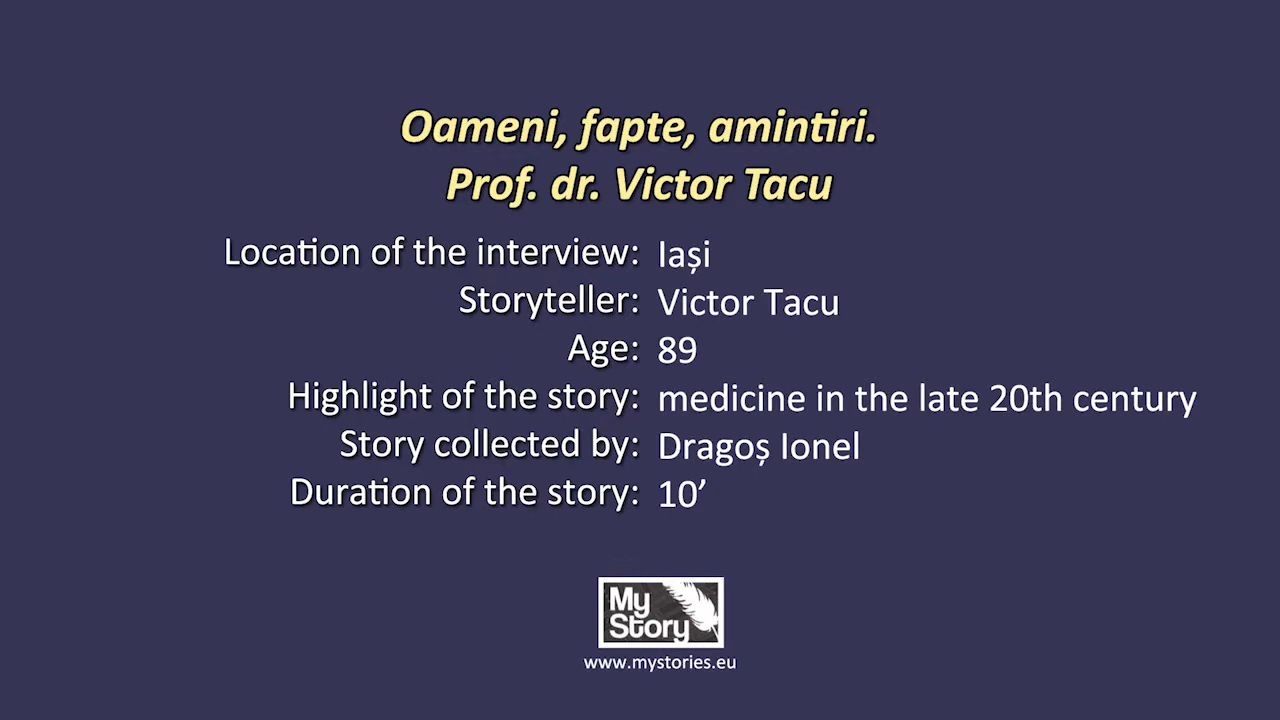 Oameni, fapte, amintiri.
Prof. dr. Victor Tacu
Location of the interview: Iași
Storyteller: Victor Tacu
Age: 89
Highlight of the story: medicine in the late 20th century
Story collected by: Dragoș Ionel
Duration of the story: 10’
My
Story
www.mystories.eu